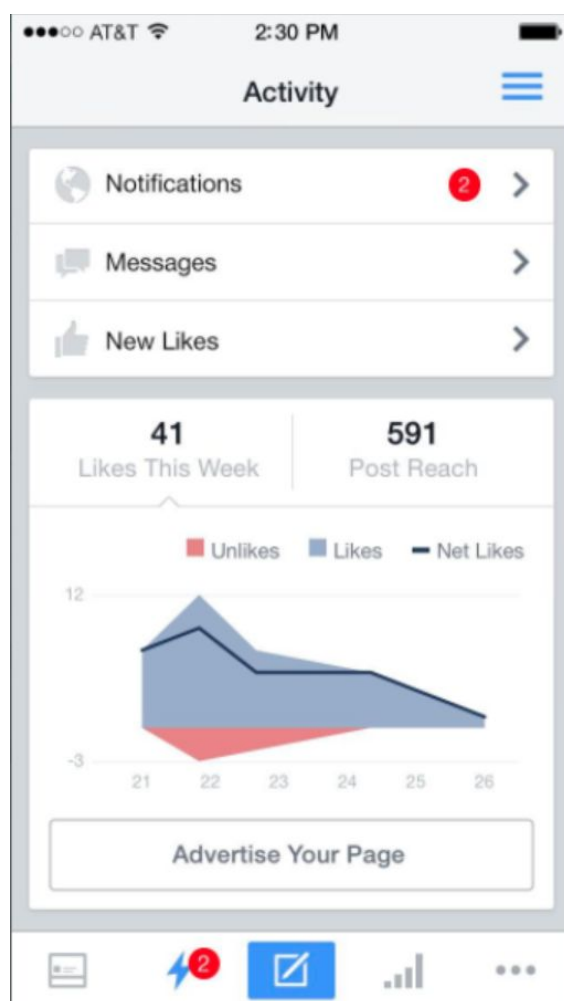 AT&T 2:30 PM
Activity
Notifications 2
Messages
New Likes
41 591
Likes This Week Post Reach
Unlikes Likes Net Likes
12
-3
21 22 23 24 25 26
Advertise Your Page
2